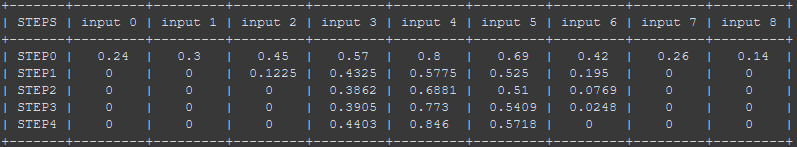 +-------+---------+---------+---------+---------+---------+---------+---------+---------+---------+
| STEPS | input 0 | input 1 | input 2 | input 3 | input 4 | input 5 | input 6 | input 7 | input 8 |
+-------+---------+---------+---------+---------+---------+---------+---------+---------+---------+
| STEP0 | 0.24 | 0.3 | 0.45 | 0.57 | 0.8 | 0.69 | 0.42 | 0.26 | 0.14 |
| STEP1 | 0 | 0 | 0.1225 | 0.4325 | 0.5775 | 0.525 | 0.195 | 0 | 0 |
| STEP2 | 0 | 0 | 0 | 0.3862 | 0.6881 | 0.51 | 0.0769 | 0 | 0 |
| STEP3 | 0 | 0 | 0 | 0.3905 | 0.773 | 0.5409 | 0.0248 | 0 | 0 |
| STEP4 | 0 | 0 | 0 | 0.4403 | 0.846 | 0.5718 | 0 | 0 | 0 |
+-------+---------+---------+---------+---------+---------+---------+---------+---------+---------+